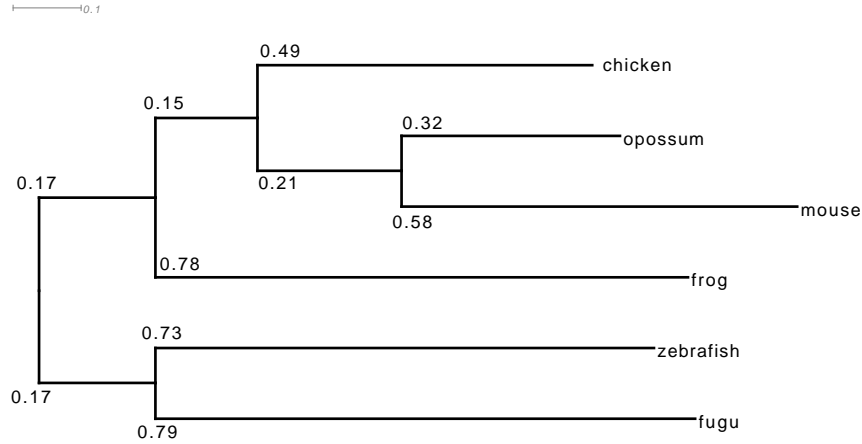 0.1
0.49
chicken
0.15
0.32
opossum
0.17
0.21
mouse
0.58
0.78
frog
0.73
zebrafish
0.17
fugu
0.79